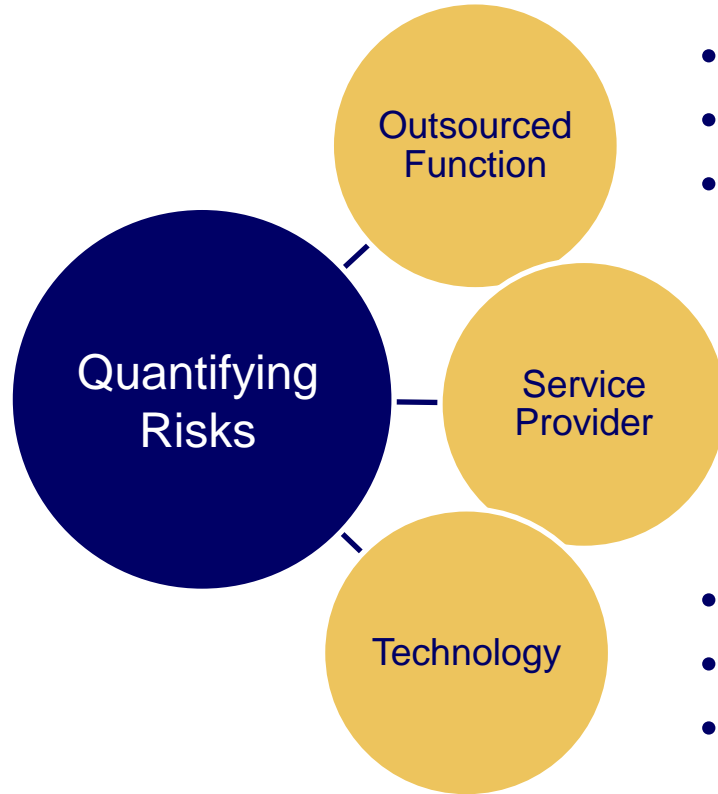 Outsourced
Function
Quantifying
Risks
Service
Provider
Technology